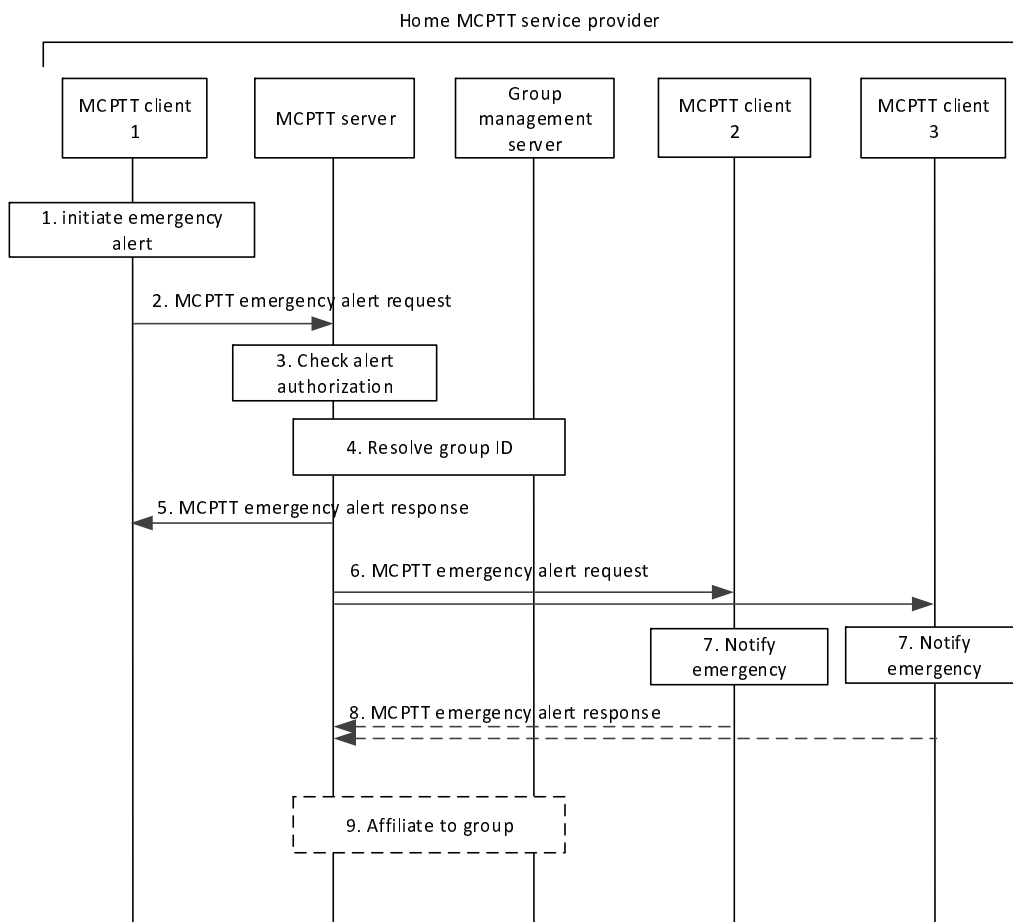 Home MCPTT service provider
MCPTT client
1
MCPTT server
Group
management
server
MCPTT client
2
MCPTT client
3
1. initiate emergency
alert
2. MCPTT emergency alert request
3. Check alert
authorization
4. Resolve group ID
5. MCPTT emergency alert response
6. MCPTT emergency alert request
7. Notify
emergency
7. Notify
emergency
8. MCPTT emergency alert response
9. Affiliate to group